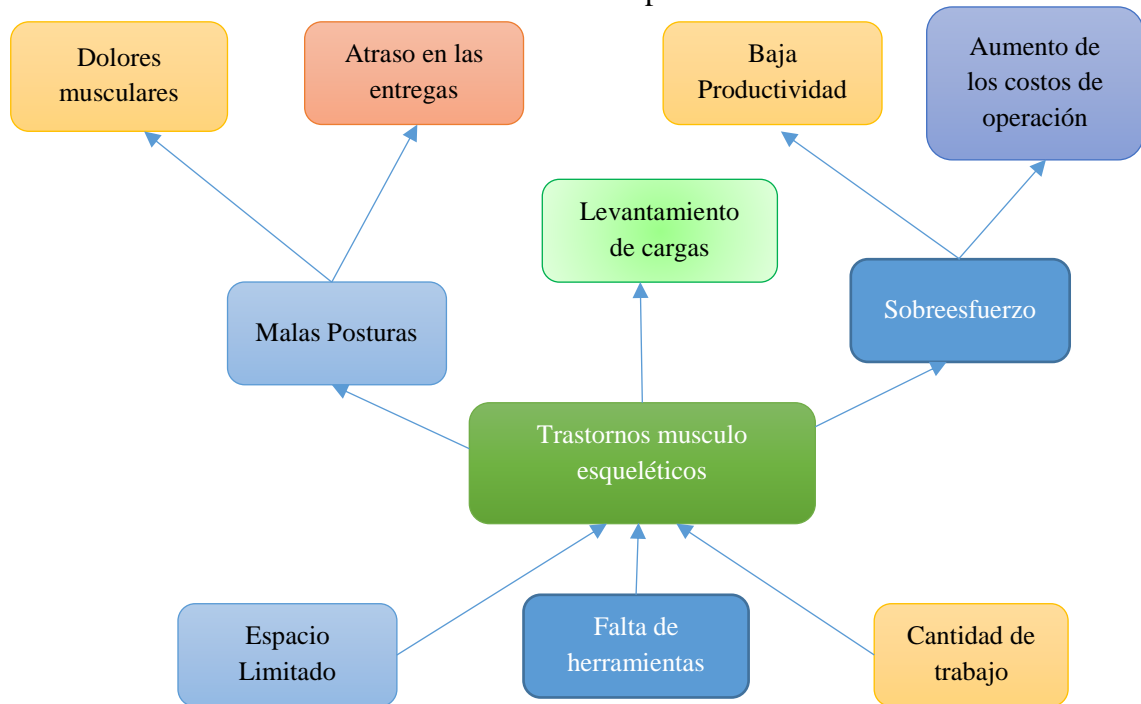 Dolores
musculares
Atraso en las
entregas
Baja
Productividad
Aumento de
los costos de
operación
Levantamiento
de cargas
Malas Posturas
Sobreesfuerzo
Trastornos musculo
esqueléticos
Espacio
Limitado
Falta de
herramientas
Cantidad de
trabajo